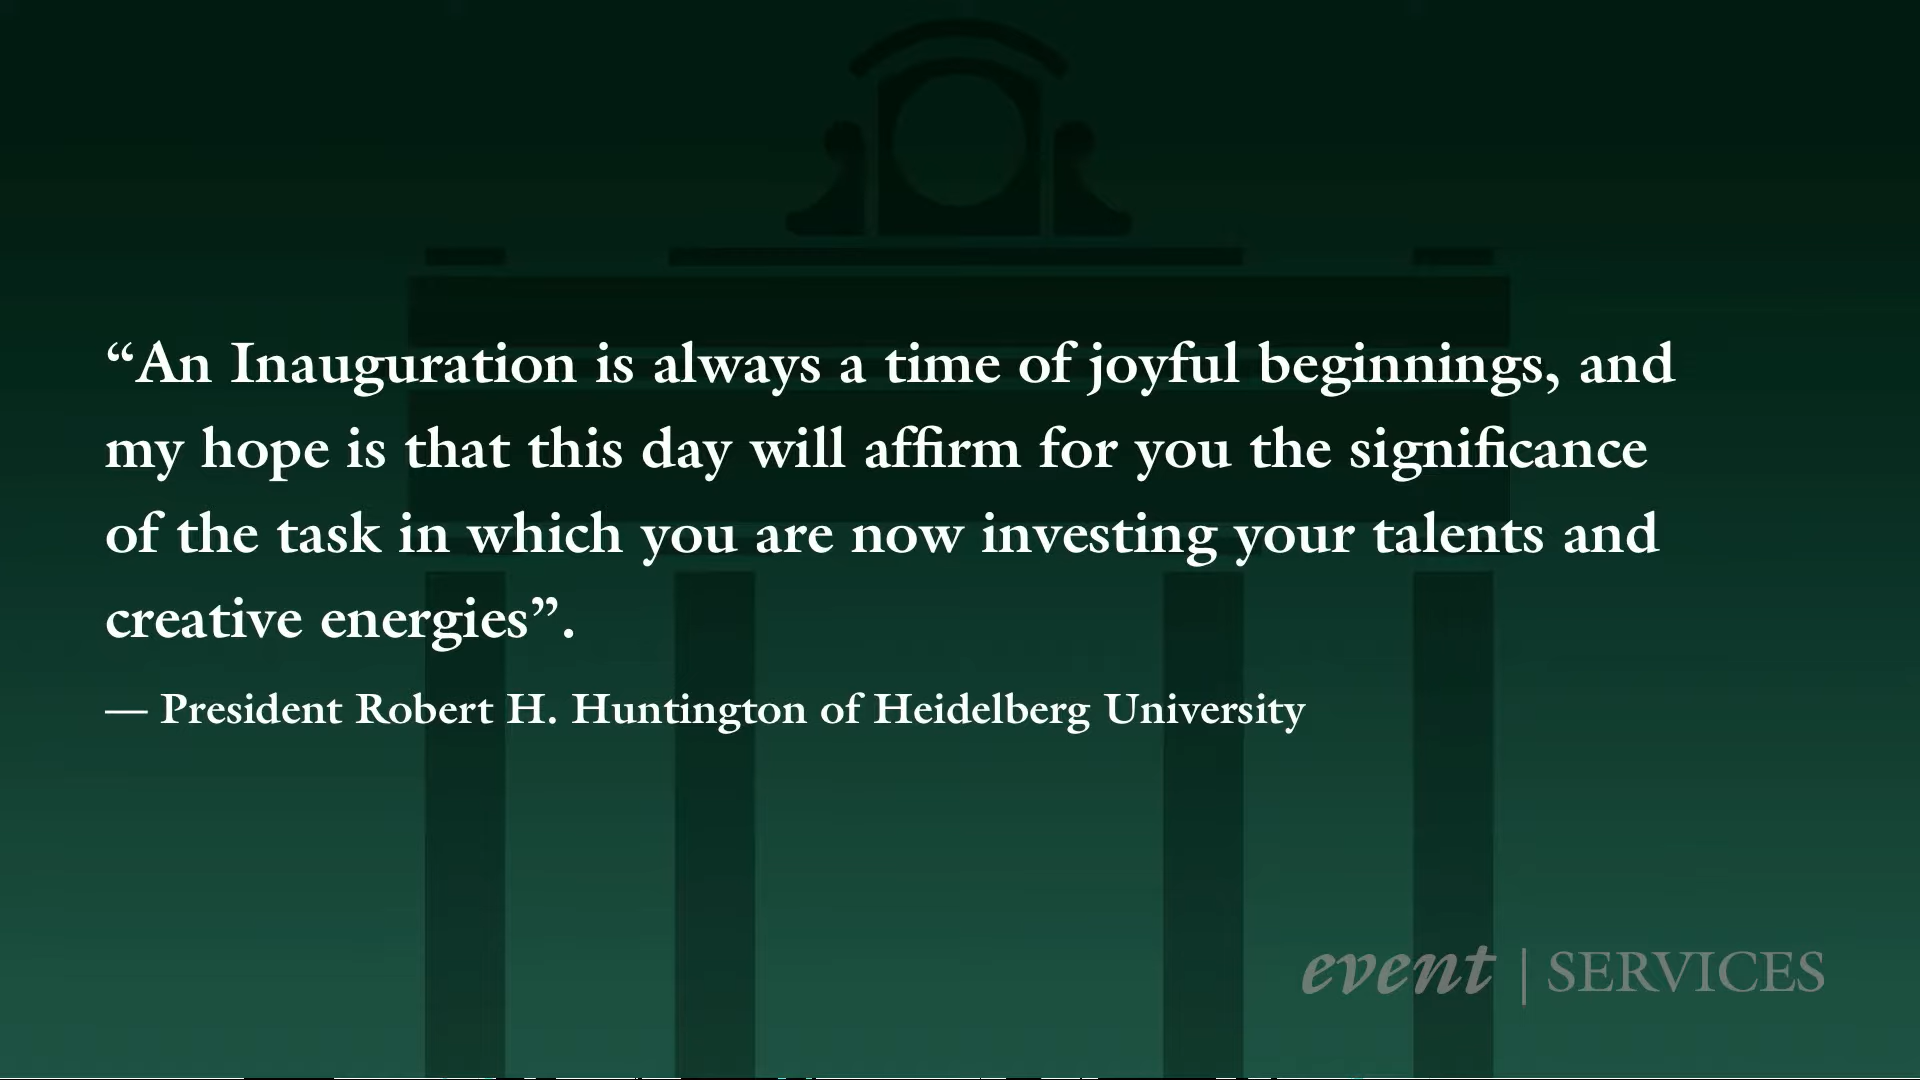 “An Inauguration is always a time of joyful beginnings, and
my hope is that this day will affirm for you the significance
of the task in which you are now investing your talents and
creative energies”.
— President Robert H. Huntington of Heidelberg University
event | SERVICES